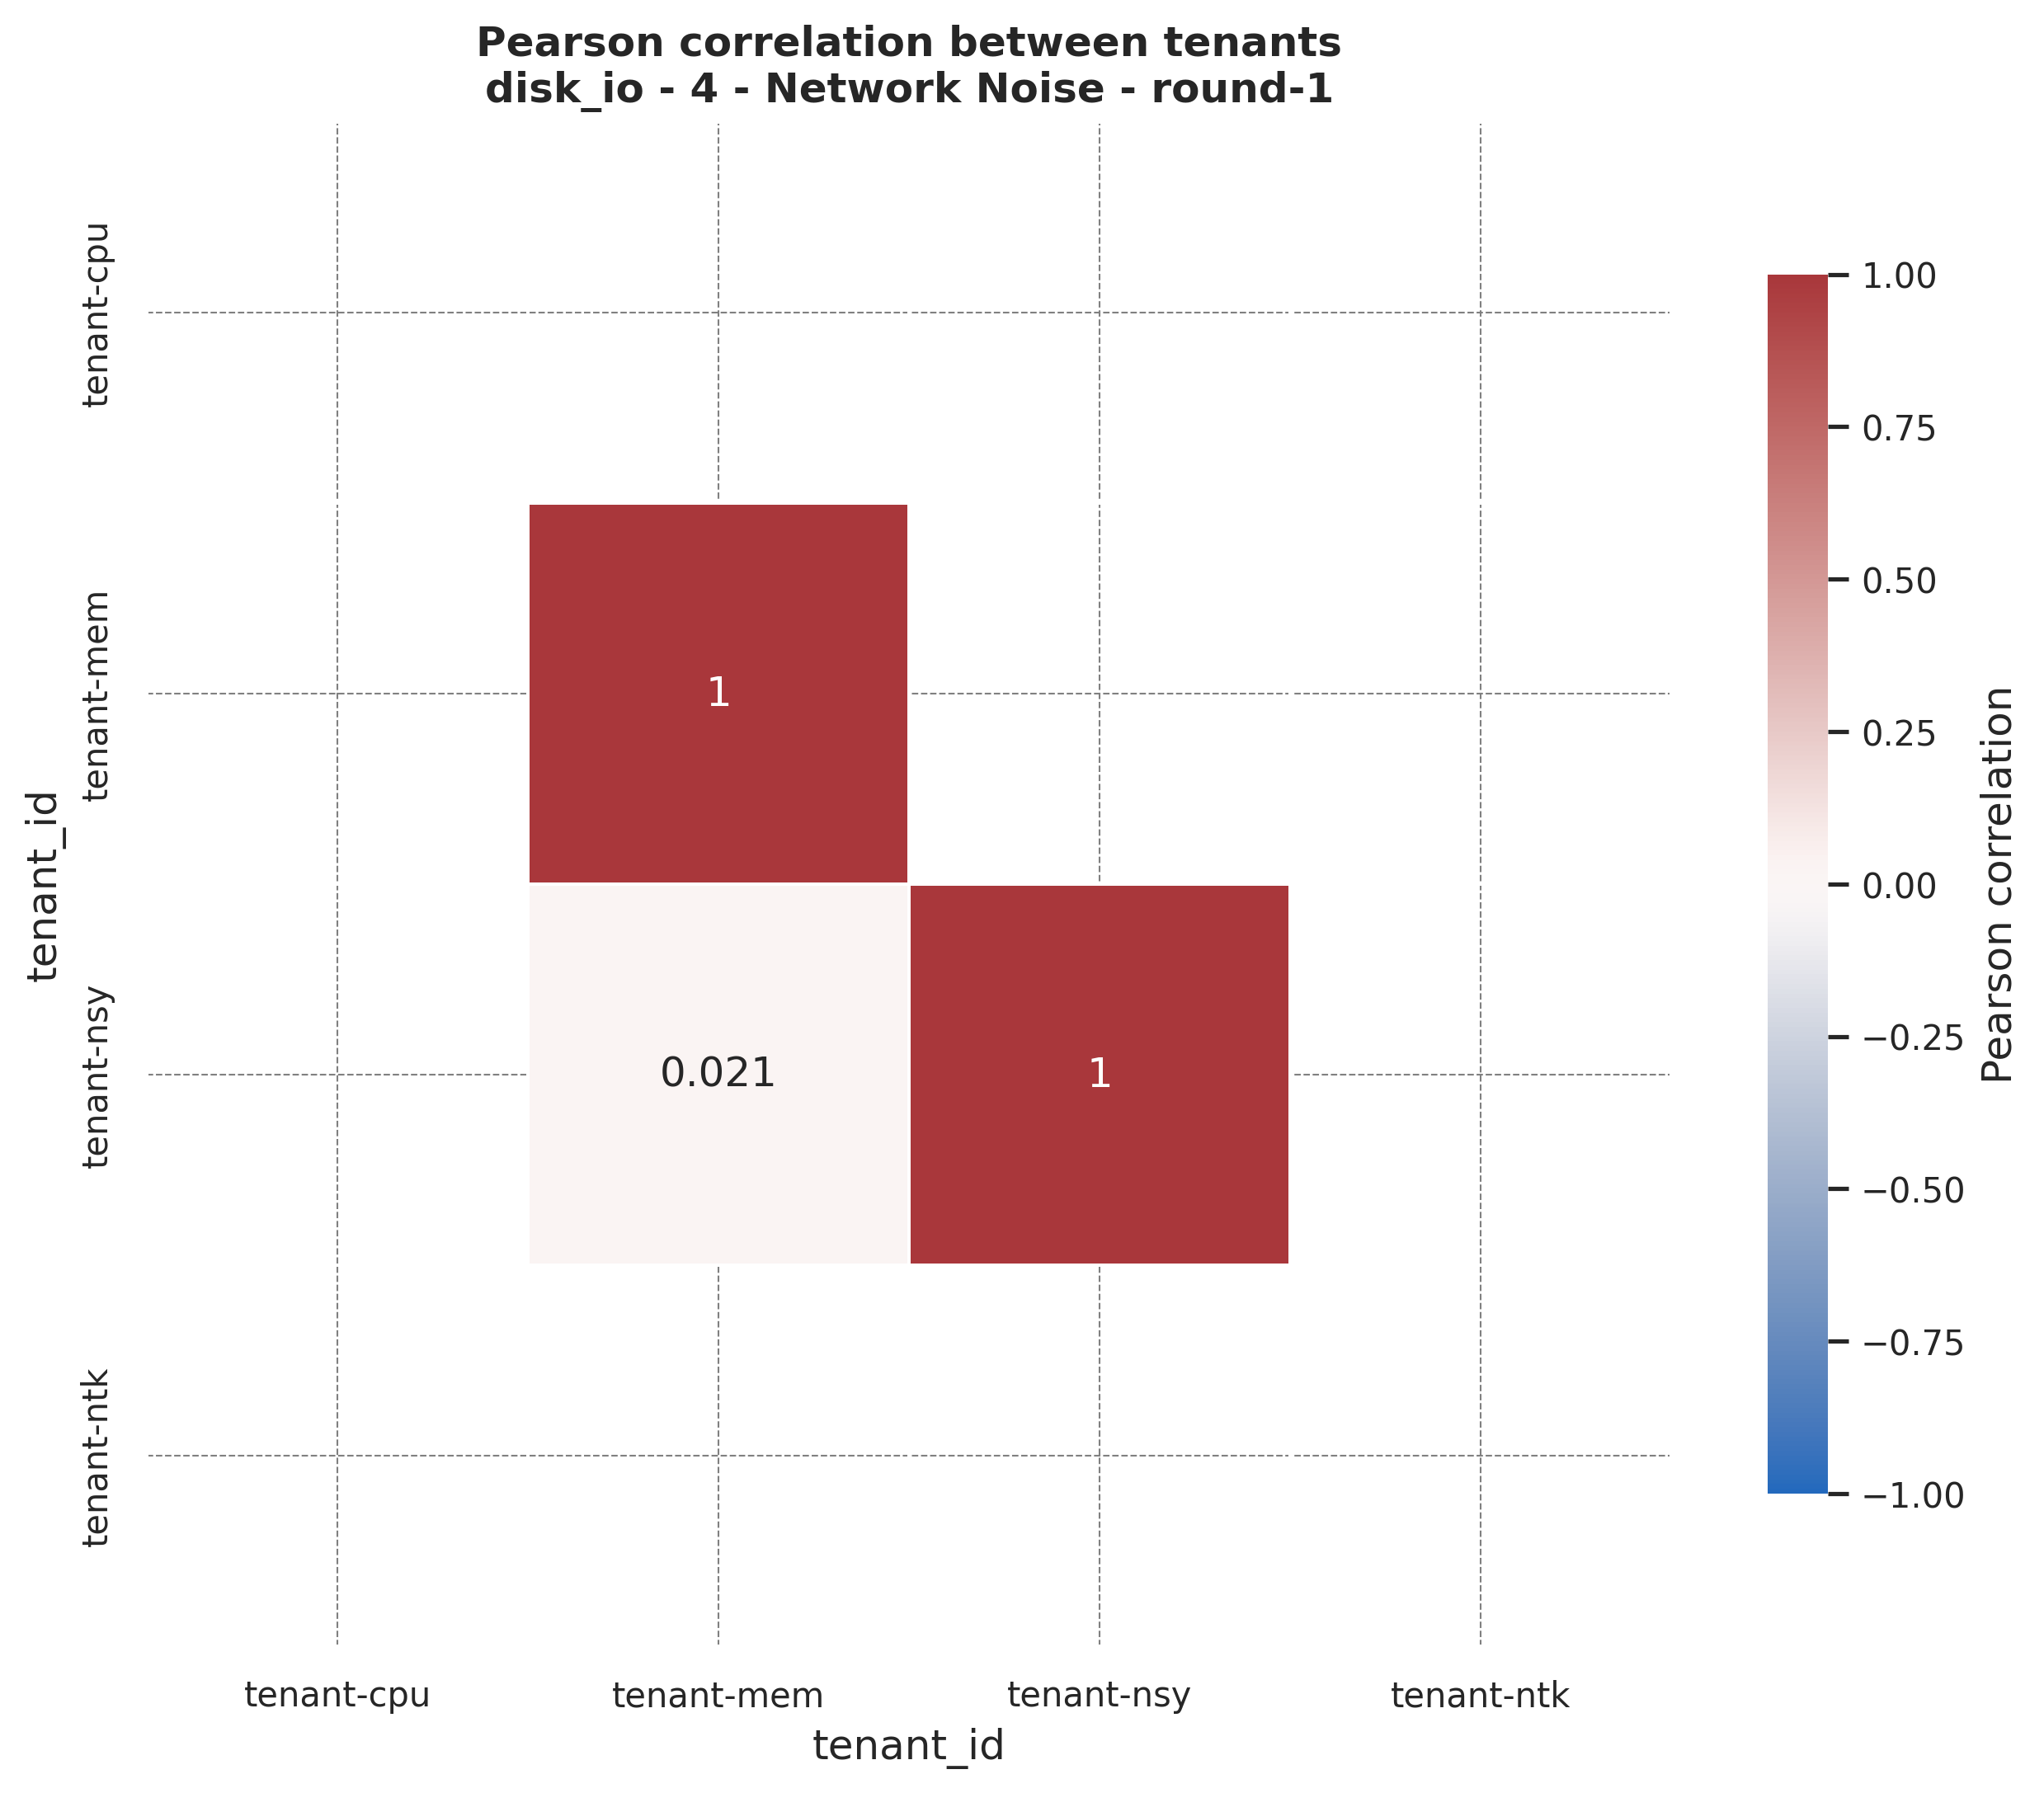 Pearson correlation between tenants
disk_io - 4 - Network Noise - round-1
tenant_id
tenant-cpu
tenant-mem
tenant-nsy
tenant-ntk
1
0.021
1
tenant-cpu
tenant-mem
tenant-nsy
tenant-ntk
tenant_id
1.00
0.75
0.50
0.25
0.00
−0.25
−0.50
−0.75
−1.00
Pearson correlation